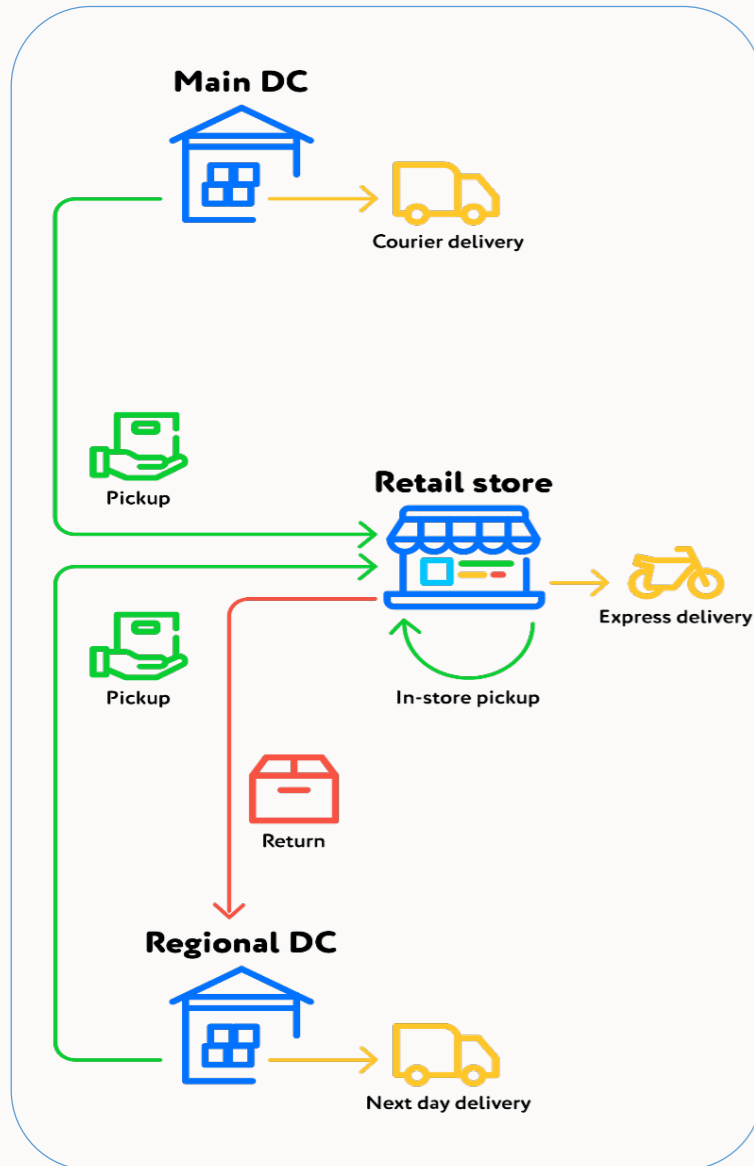 Main DC
Courier delivery
Pickup
Retail store
Express delivery
Pickup
In-store pickup
Return
Regional DC
Next day delivery